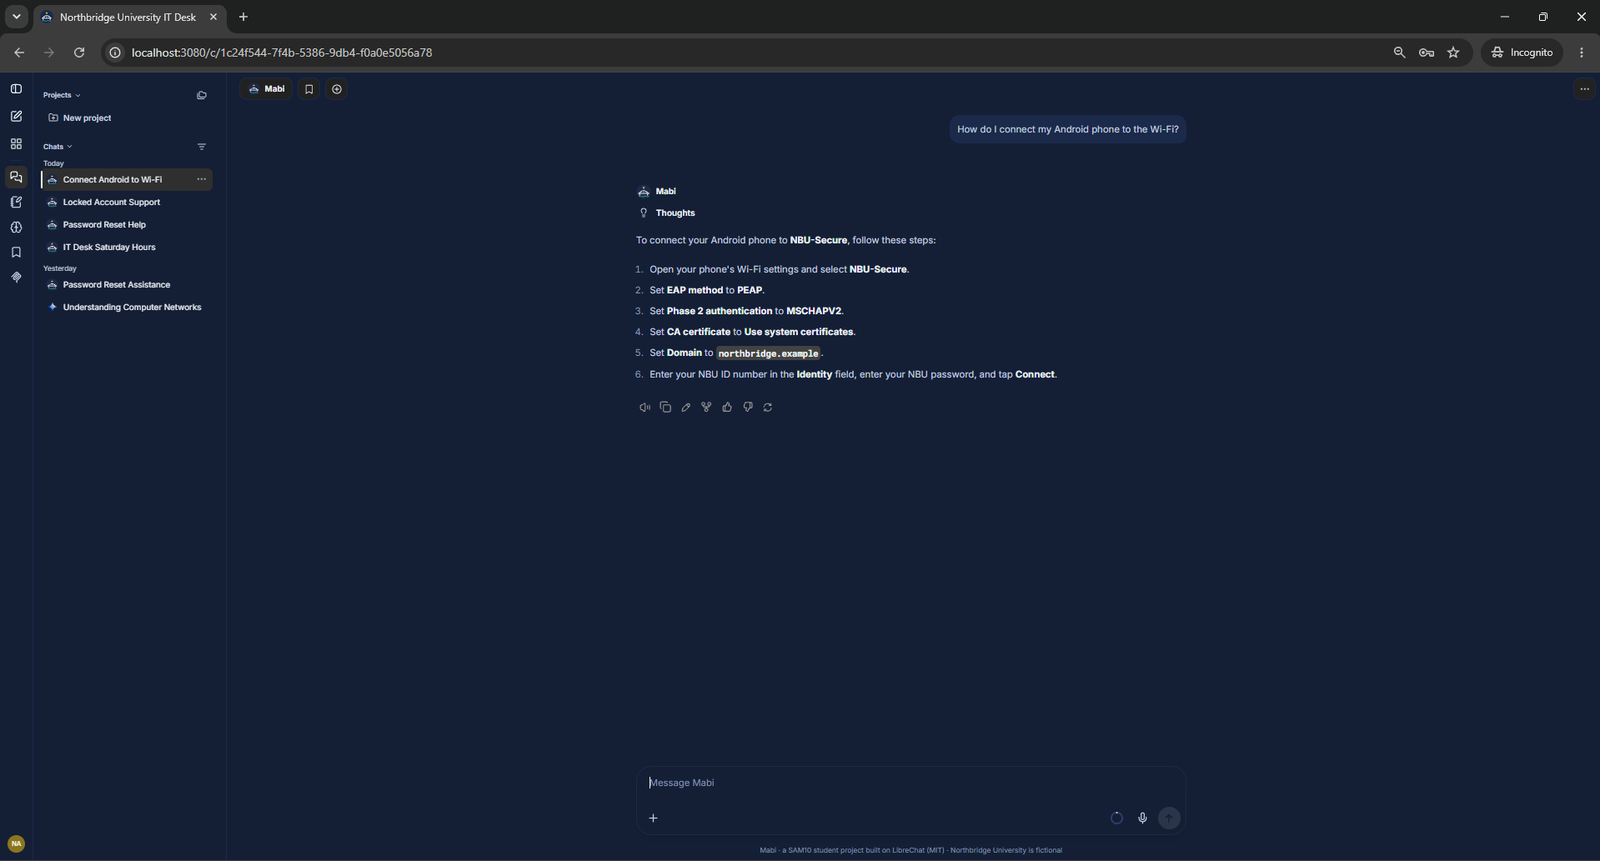 Northbridge University IT Desk
localhost:3080/c/1c24f544-7f4b-5386-9db4-f0a0e5056a78
Incognito
Projects
New project
Chats
Today
Connect Android to Wi-Fi
Locked Account Support
Password Reset Help
IT Desk Saturday Hours
Yesterday
Password Reset Assistance
Understanding Computer Networks
NA
Mabi
How do I connect my Android phone to the Wi-Fi?
Mabi
Thoughts
To connect your Android phone to NBU-Secure, follow these steps:
1. Open your phone's Wi-Fi settings and select NBU-Secure.
2. Set EAP method to PEAP.
3. Set Phase 2 authentication to MSCHAPV2.
4. Set CA certificate to Use system certificates.
5. Set Domain to northbridge.example.
6. Enter your NBU ID number in the Identity field, enter your NBU password, and tap Connect.
Message Mabi
Mabi - a SAM10 student project built on LibreChat (MIT) - Northbridge University is fictional